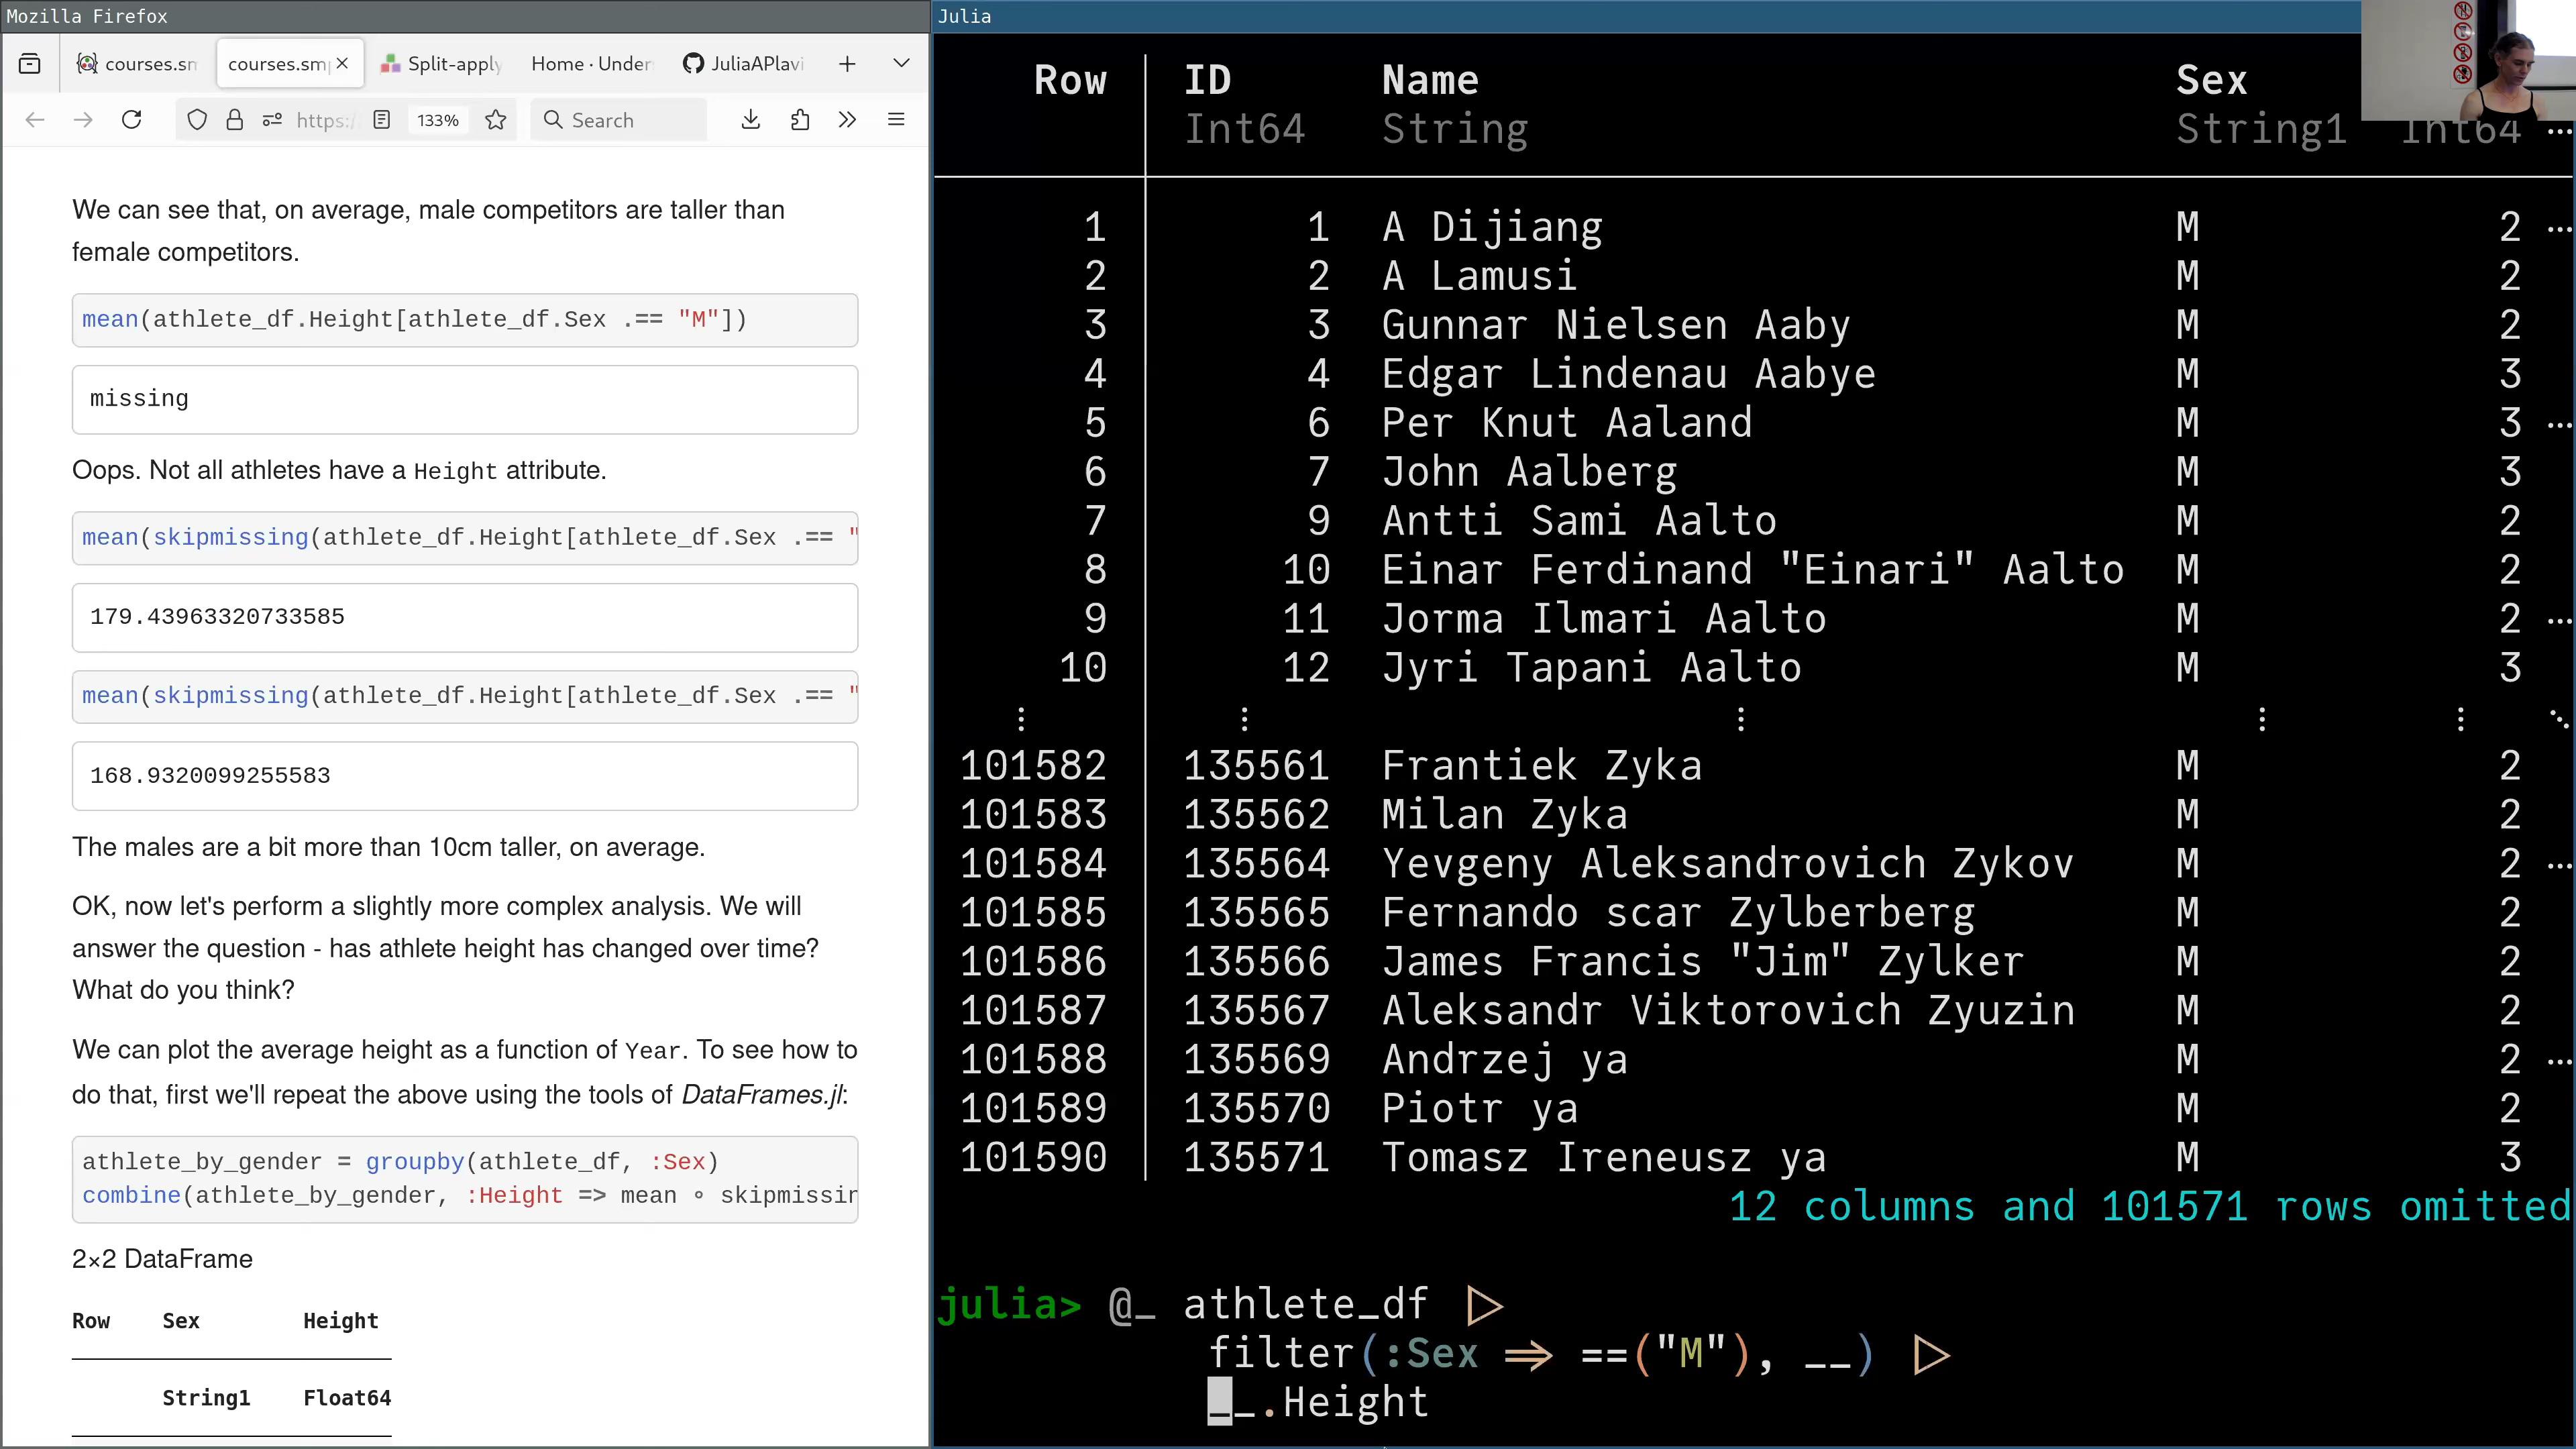 Mozilla Firefox
courses.sm
courses.sm
Split-apply
Home · Under
JuliaAPlavi
https:/
133%
Search
We can see that, on average, male competitors are taller than
female competitors.
mean(athlete_df.Height[athlete_df.Sex .== "M"])
missing
Oops. Not all athletes have a Height attribute.
mean(skipmissing(athlete_df.Height[athlete_df.Sex .== "
179.43963320733585
mean(skipmissing(athlete_df.Height[athlete_df.Sex .== "
168.9320099255583
The males are a bit more than 10cm taller, on average.
OK, now let's perform a slightly more complex analysis. We will
answer the question - has athlete height has changed over time?
What do you think?
We can plot the average height as a function of Year. To see how to
do that, first we'll repeat the above using the tools of DataFrames.jl:
athlete_by_gender = groupby(athlete_df, :Sex)
combine(athlete_by_gender, :Height => mean ∘ skipmissin
2×2 DataFrame
Row Sex Height
String1 Float64
Julia
Row ID Name Sex
Int64 String String1 Int64 …
1 1 A Dijiang M 2 …
2 2 A Lamusi M 2
3 3 Gunnar Nielsen Aaby M 2
4 4 Edgar Lindenau Aabye M 3
5 6 Per Knut Aaland M 3 …
6 7 John Aalberg M 3
7 9 Antti Sami Aalto M 2
8 10 Einar Ferdinand "Einari" Aalto M 2
9 11 Jorma Ilmari Aalto M 2 …
10 12 Jyri Tapani Aalto M 3
⋮ ⋮ ⋮ ⋮ ⋮ ⋱
101582 135561 Frantiek Zyka M 2
101583 135562 Milan Zyka M 2
101584 135564 Yevgeny Aleksandrovich Zykov M 2 …
101585 135565 Fernando scar Zylberberg M 2
101586 135566 James Francis "Jim" Zylker M 2
101587 135567 Aleksandr Viktorovich Zyuzin M 2
101588 135569 Andrzej ya M 2 …
101589 135570 Piotr ya M 2
101590 135571 Tomasz Ireneusz ya M 3
12 columns and 101571 rows omitted
julia> @_ athlete_df |>
filter(:Sex => ==("M"), __) |>
__.Height